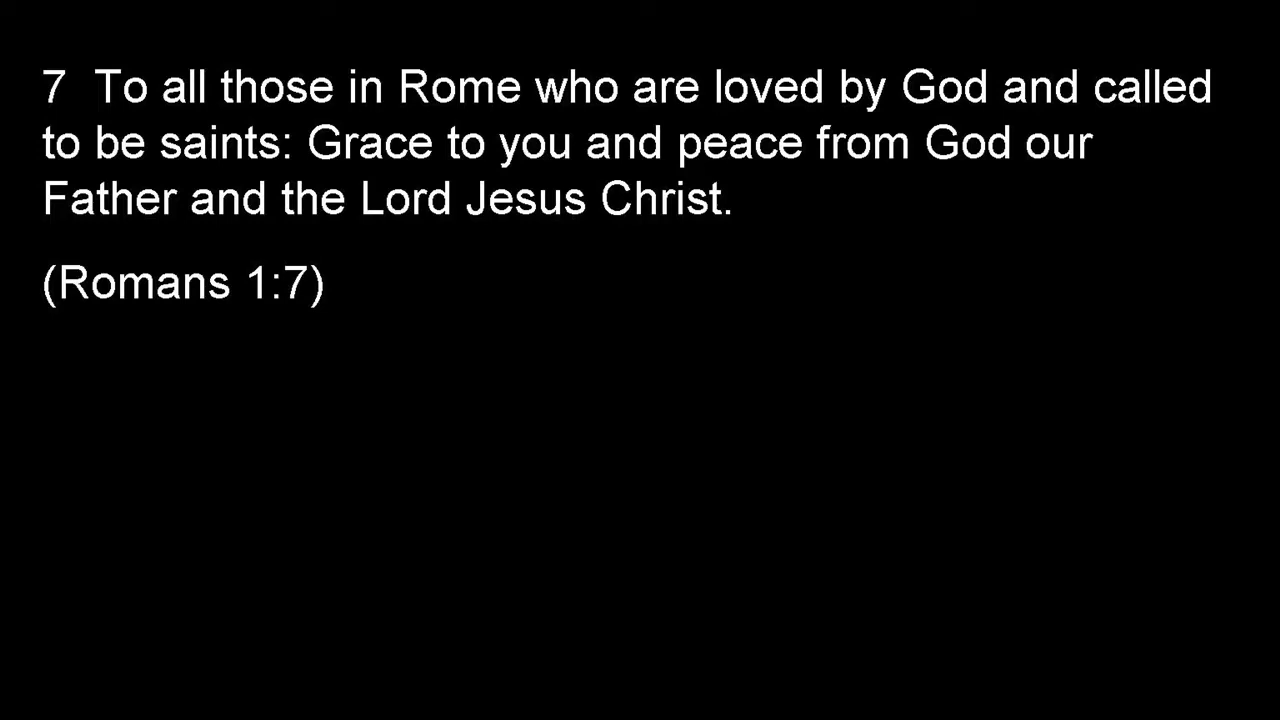 7  To all those in Rome who are loved by God and called
to be saints: Grace to you and peace from God our
Father and the Lord Jesus Christ.
(Romans 1:7)